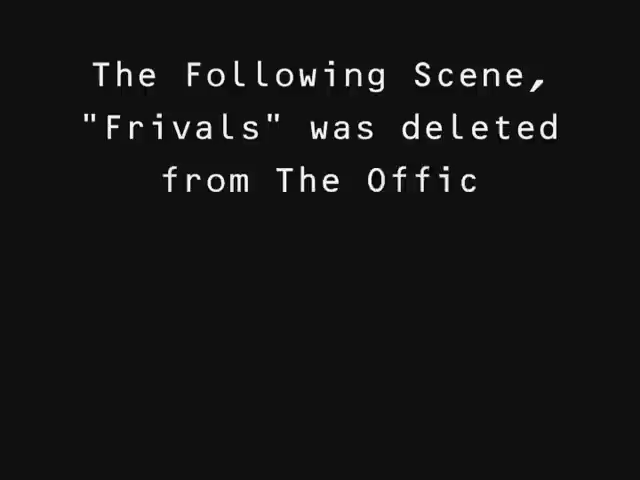 The Following Scene,
"Frivals" was deleted
from The Offic